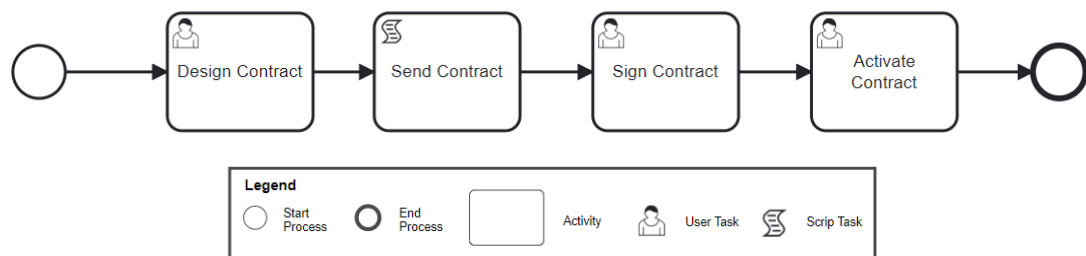 Design Contract
Send Contract
Sign Contract
Activate
Contract
Legend
Start
Process
End
Process
Activity
User Task
Scrip Task